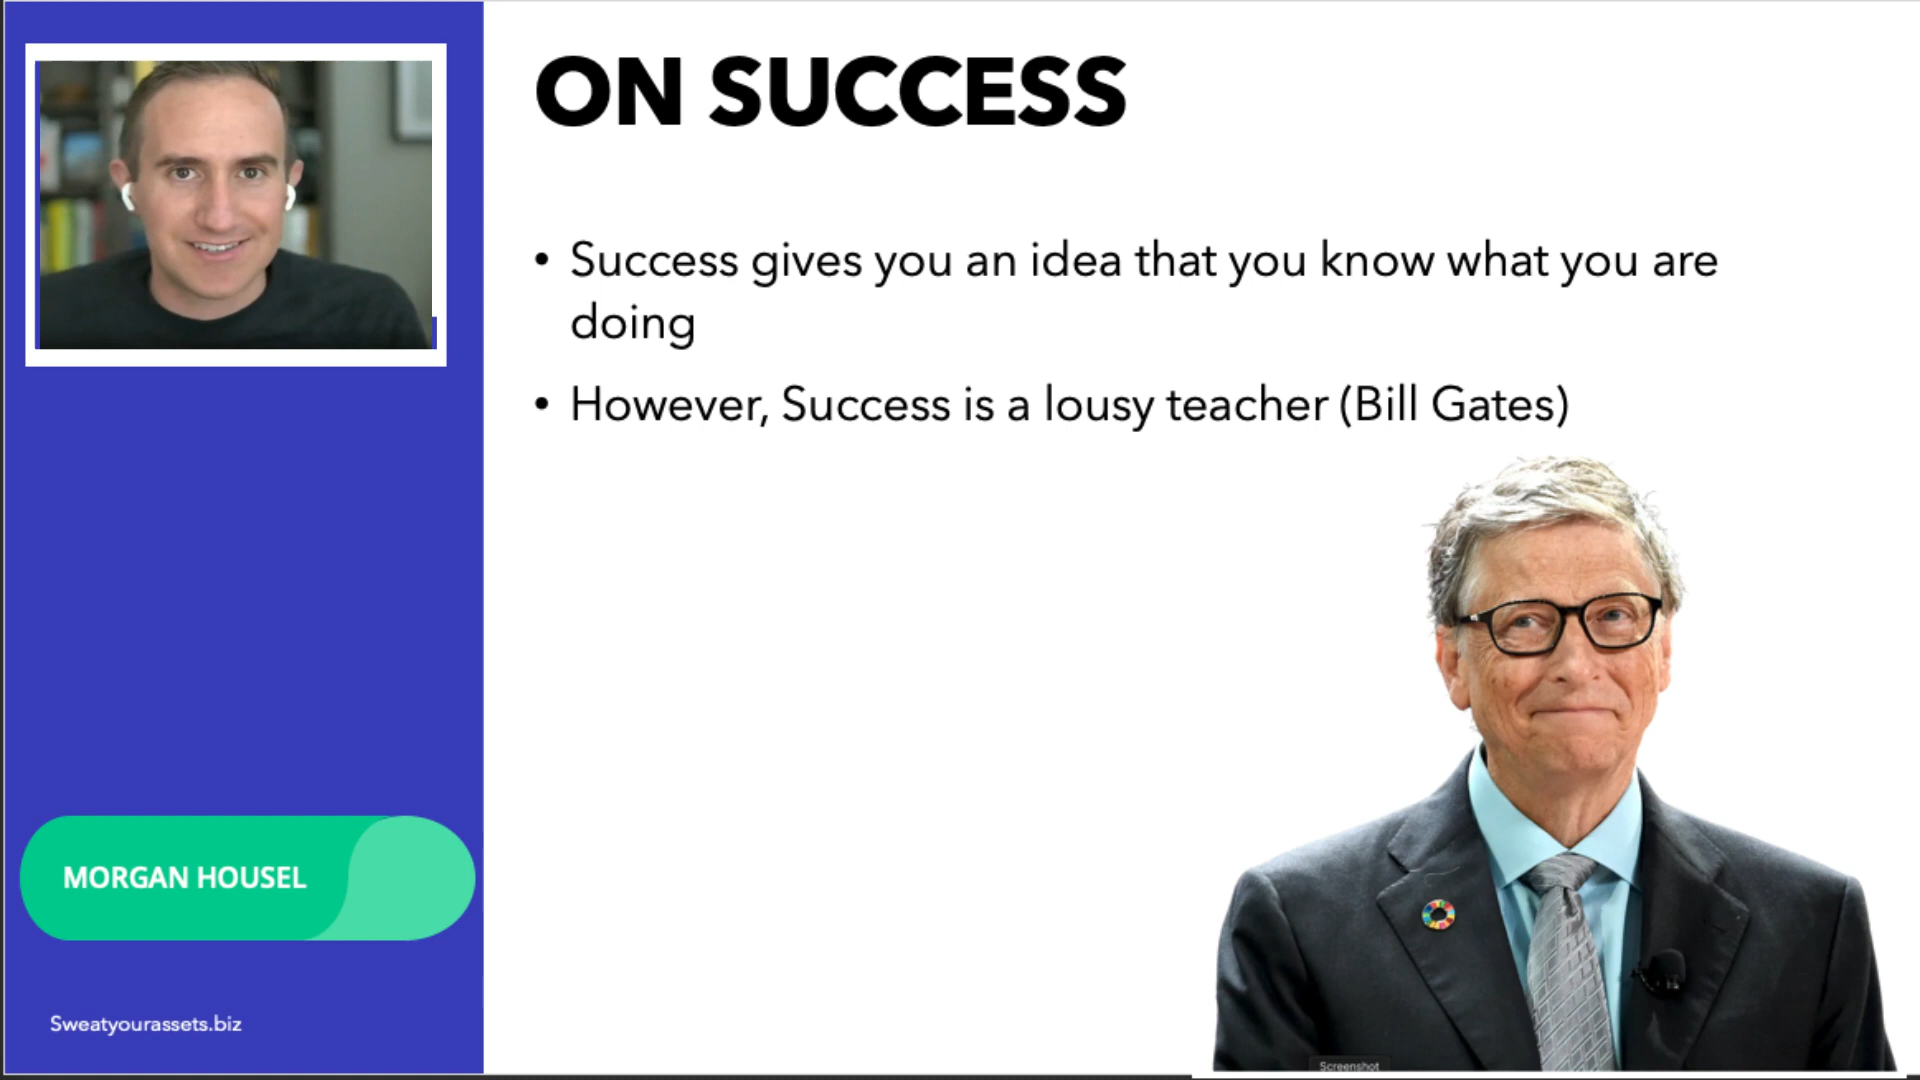 ON SUCCESS
• Success gives you an idea that you know what you are
doing
• However, Success is a lousy teacher (Bill Gates)
MORGAN HOUSEL
Sweatyourassets.biz
Screenshot